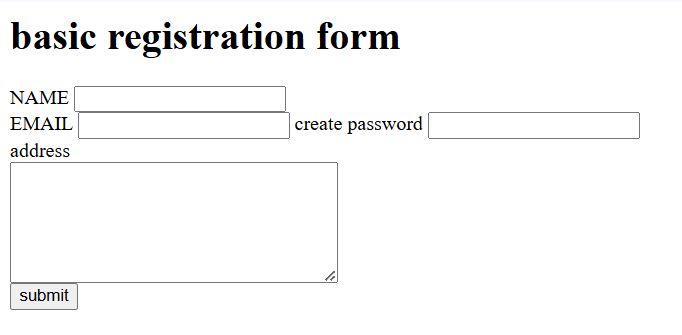 basic registration form
NAME
EMAIL create password
address
submit